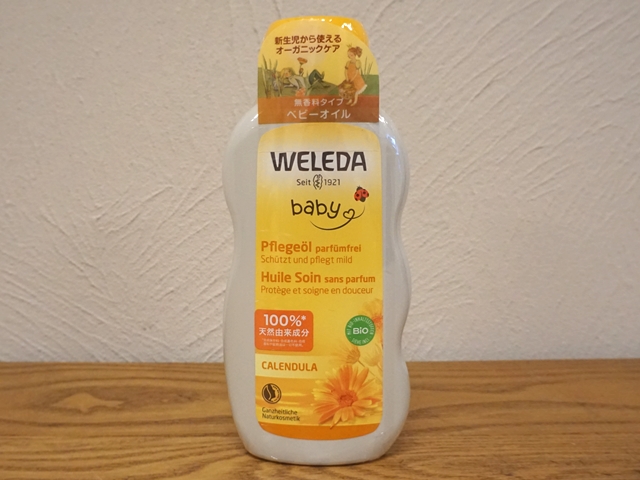 新生児から使える
オーガニックケア
無香料タイプ
ベビーオイル
WELEDA
Seit 1921
baby
Pflegeöl parfümfrei
Schützt und pflegt mild
Huile Soin sans parfum
Protège et soigne en douceur
100%*
天然由来成分
BIO
CALENDULA
Ganzheitliche
Naturkosmetik